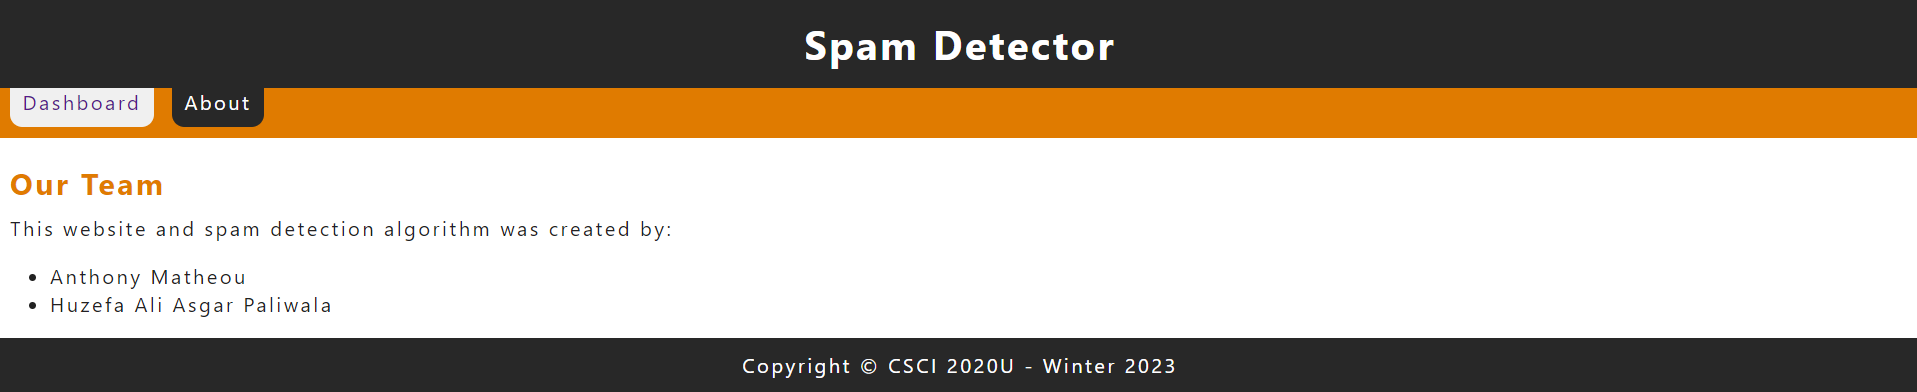 Spam Detector
Dashboard About
Our Team
This website and spam detection algorithm was created by:
Anthony Matheou
Huzefa Ali Asgar Paliwala
Copyright © CSCI 2020U - Winter 2023